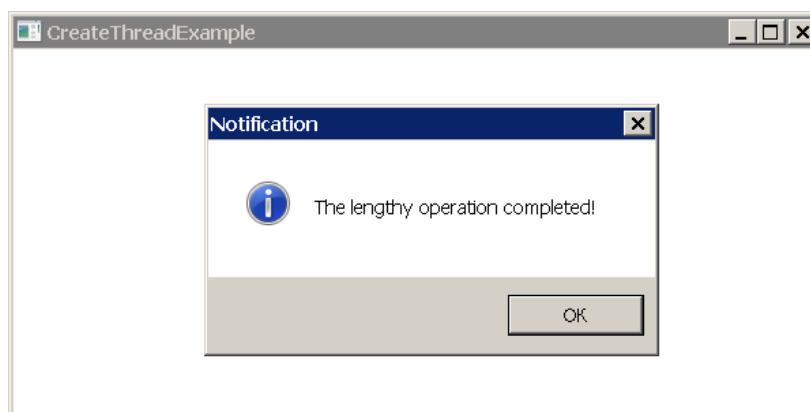 CreateThreadExample
Notification
The lengthy operation completed!
OK